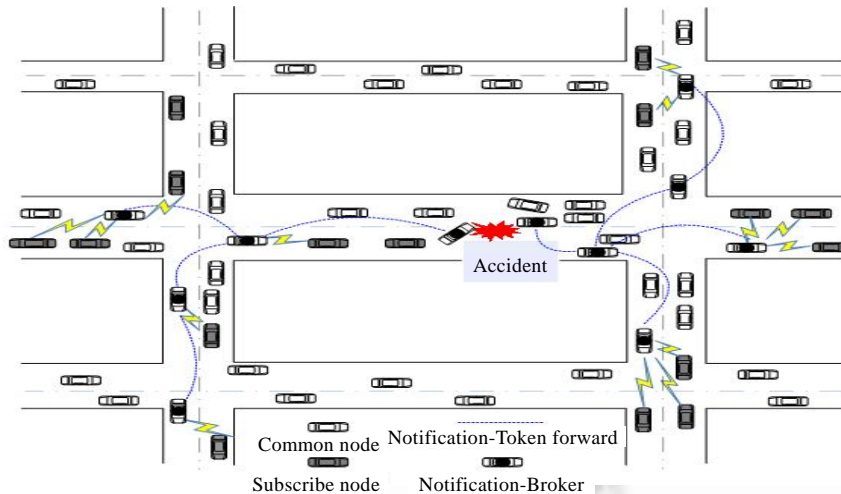 Accident
Common node
Notification-Token forward
Subscribe node
Notification-Broker